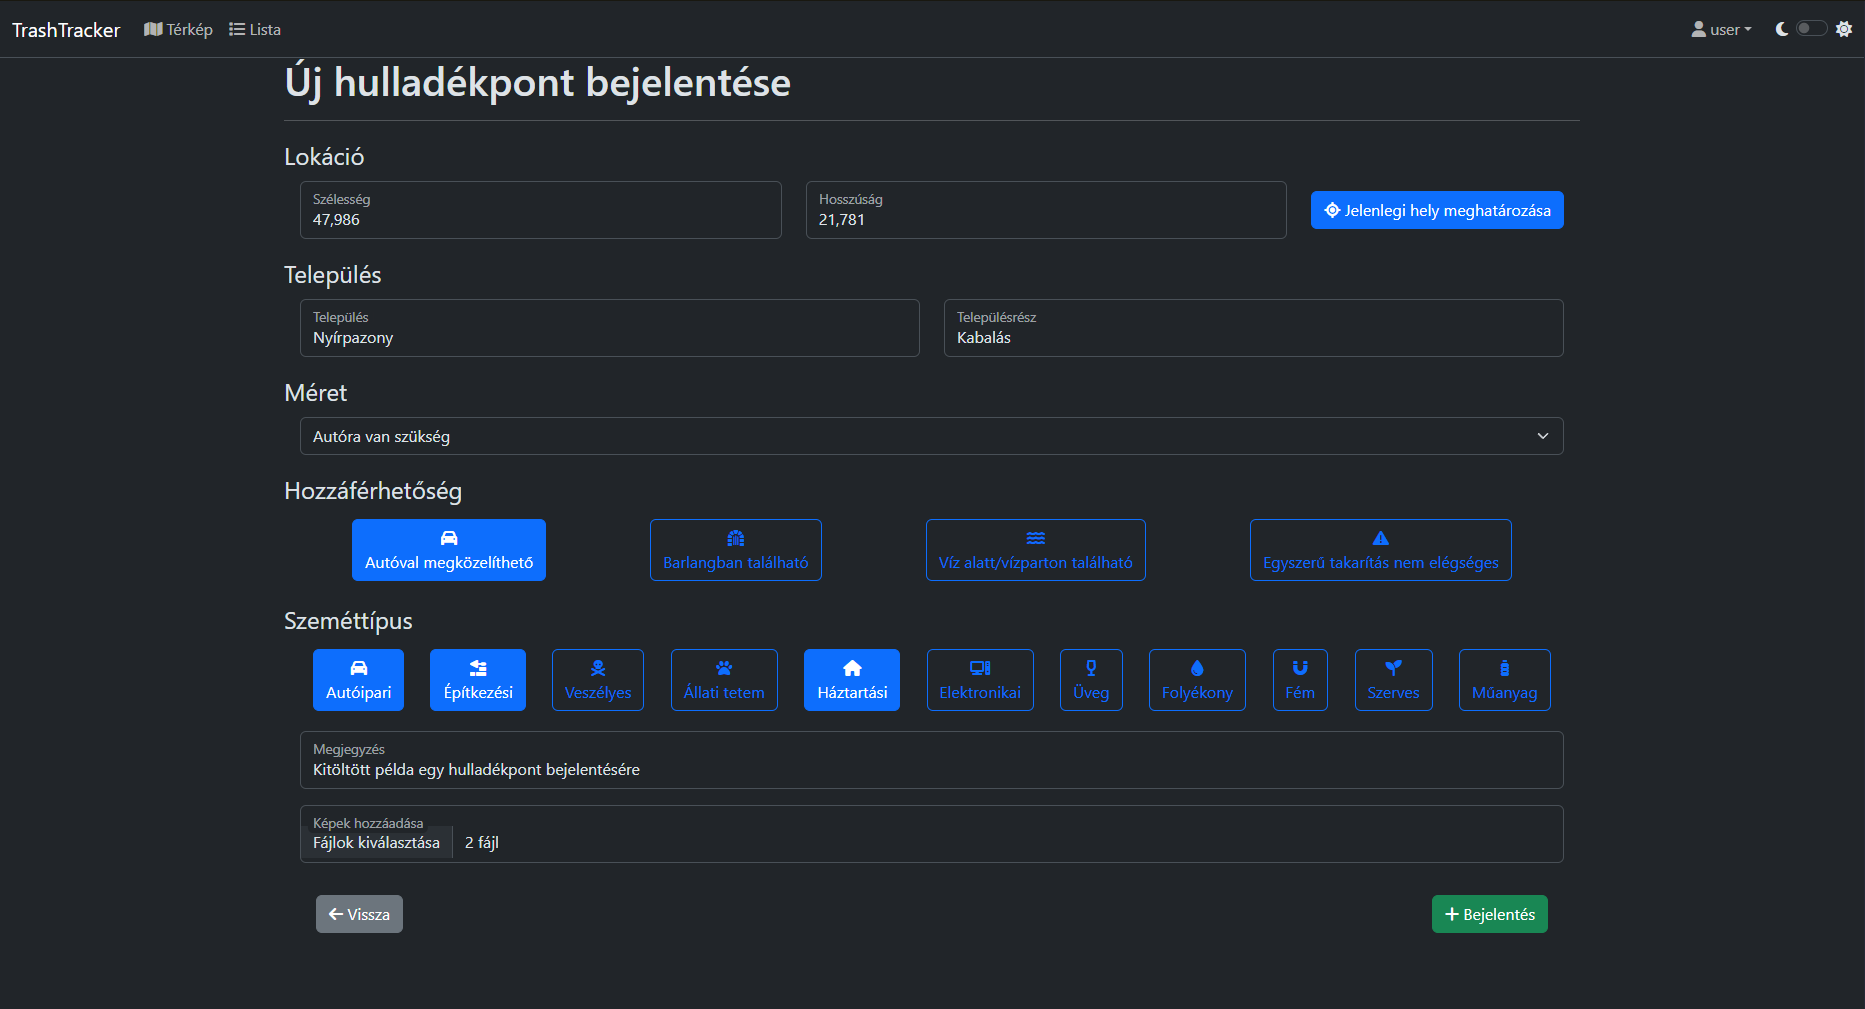 TrashTracker Térkép Lista user
Új hulladékpont bejelentése
Lokáció
Szélesség
47,986
Hosszúság
21,781
Jelenlegi hely meghatározása
Település
Település
Nyírpazony
Településrész
Kabalás
Méret
Autóra van szükség
Hozzáférhetőség
Autóval megközelíthető
Barlangban található
Víz alatt/vízparton található
Egyszerű takarítás nem elégséges
Szeméttípus
Autóipari
Építkezési
Veszélyes
Állati tetem
Háztartási
Elektronikai
Üveg
Folyékony
Fém
Szerves
Műanyag
Megjegyzés
Kitöltött példa egy hulladékpont bejelentésére
Képek hozzáadása
Fájlok kiválasztása 2 fájl
Vissza
Bejelentés